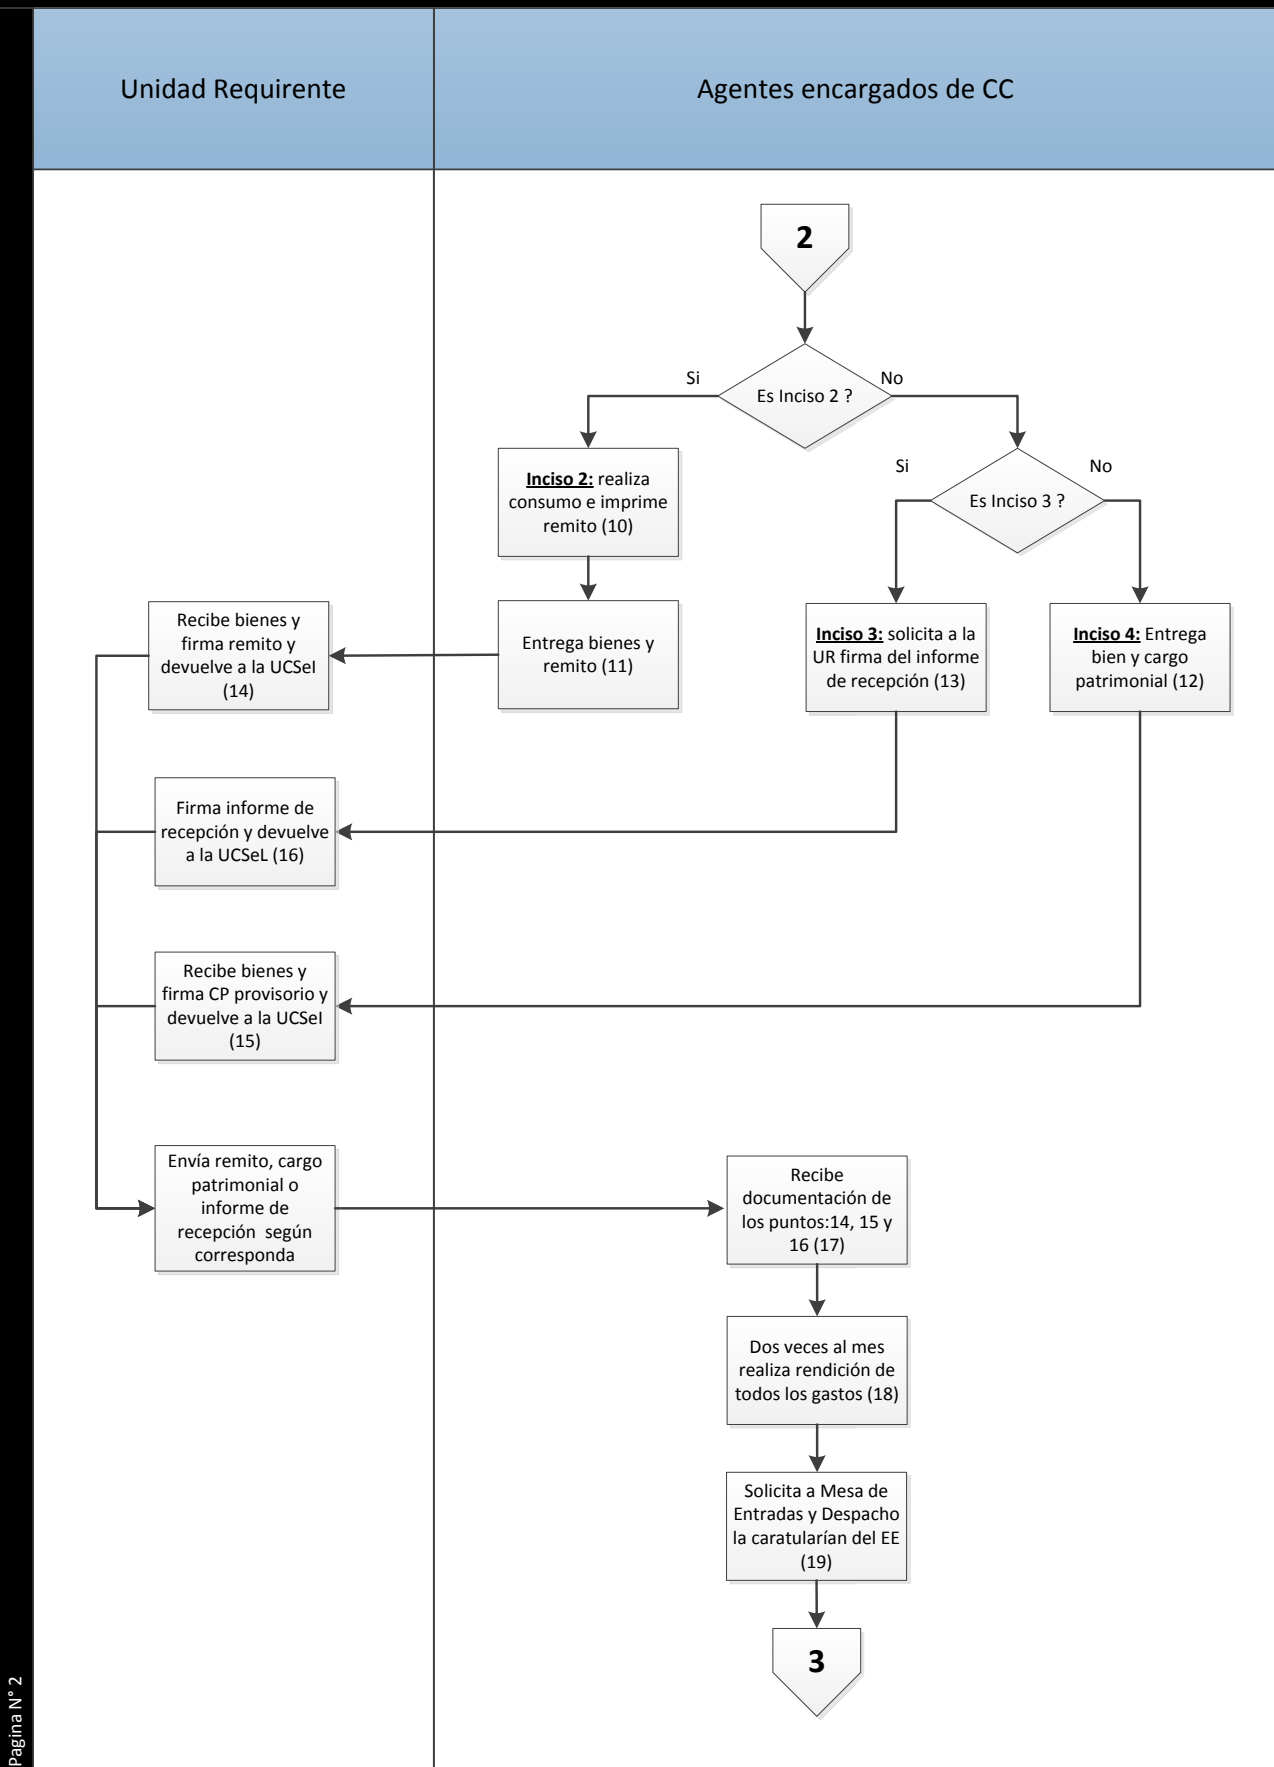 Unidad Requirente
Agentes encargados de CC
2
Es Inciso 2 ?
Si
No
Inciso 2: realiza
consumo e imprime
remito (10)
Es Inciso 3 ?
Si
No
Entrega bienes y
remito (11)
Inciso 3: solicita a la
UR firma del informe
de recepción (13)
Inciso 4: Entrega
bien y cargo
patrimonial (12)
Recibe bienes y
firma remito y
devuelve a la UCSeI
(14)
Firma informe de
recepción y devuelve
a la UCSeL (16)
Recibe bienes y
firma CP provisorio y
devuelve a la UCSeI
(15)
Envía remito, cargo
patrimonial o
informe de
recepción  según
corresponda
Recibe
documentación de
los puntos:14, 15 y
16 (17)
Dos veces al mes
realiza rendición de
todos los gastos (18)
Solicita a Mesa de
Entradas y Despacho
la caratularían del EE
(19)
3
Pagina N° 2